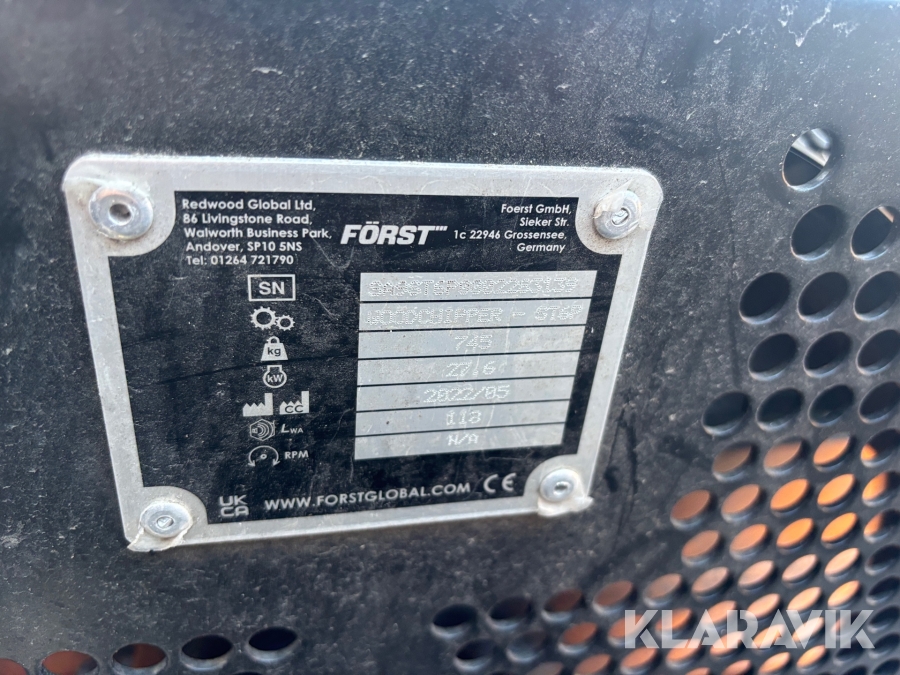 Redwood Global Ltd,
86 Livingstone Road,
Walworth Business Park,
Andover, SP10 5NS
Tel: 01264 721790
FÖRST
Foerst GmbH,
Sieker Str.
1c 22946 Grossensee,
Germany
SN
WOODCHIPPER - ST6P
kg
745
kW
27.6
CC
2022/05
LWA
118
RPM
N/A
UK
CA
WWW.FORSTGLOBAL.COM CE
KLARAVIK